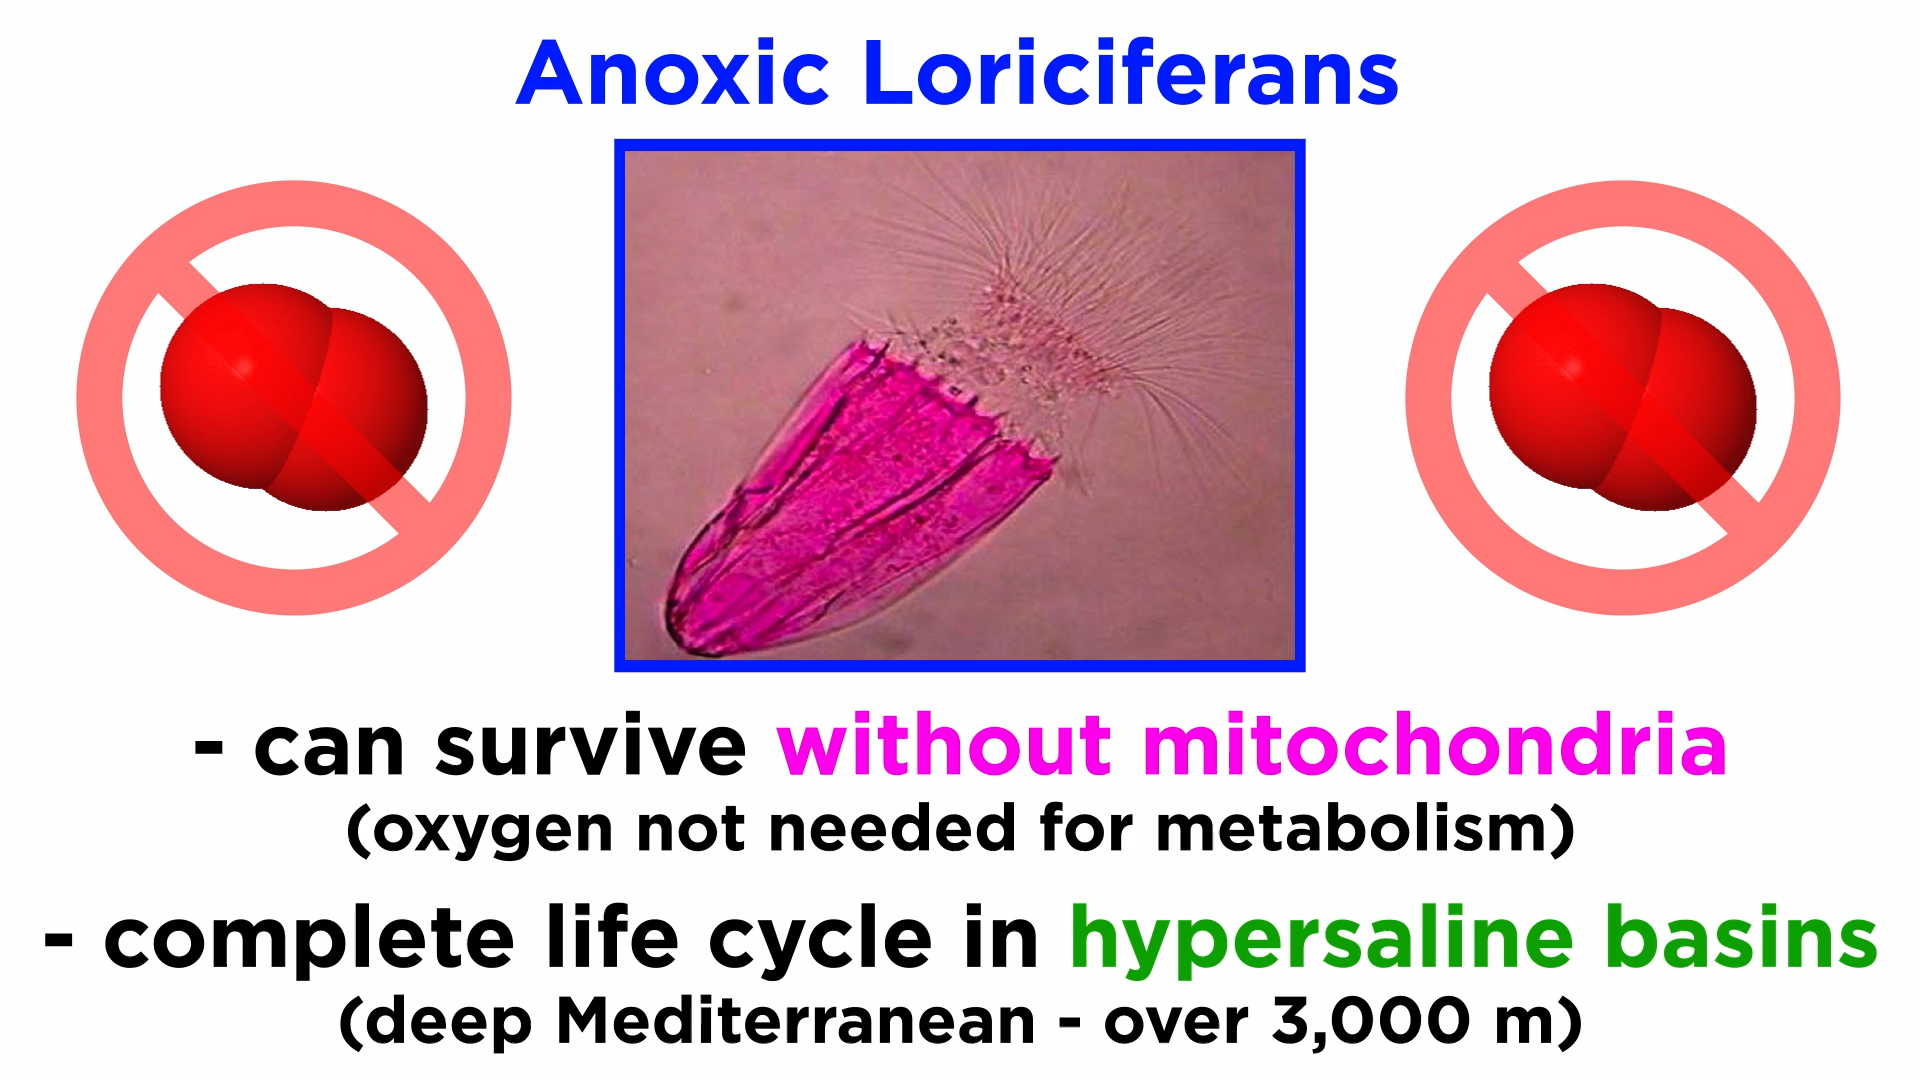 Anoxic Loriciferans
- can survive without mitochondria
(oxygen not needed for metabolism)
- complete life cycle in hypersaline basins
(deep Mediterranean - over 3,000 m)